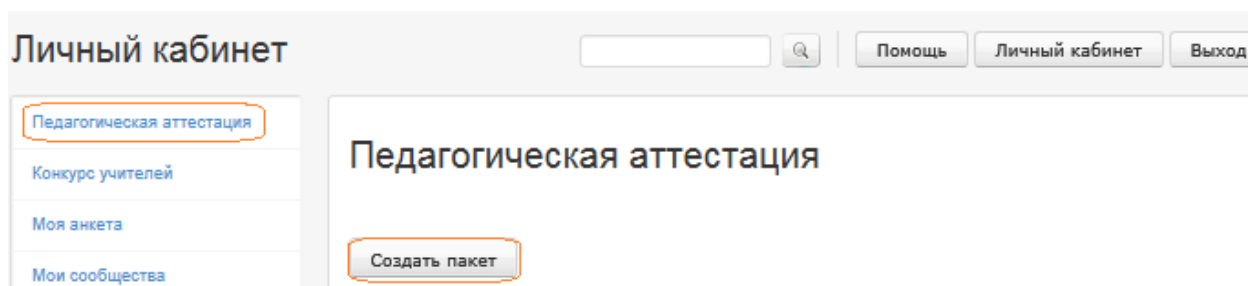 Личный кабинет
Помощь
Личный кабинет
Выход
Педагогическая аттестация
Конкурс учителей
Моя анкета
Мои сообщества
Педагогическая аттестация
Создать пакет